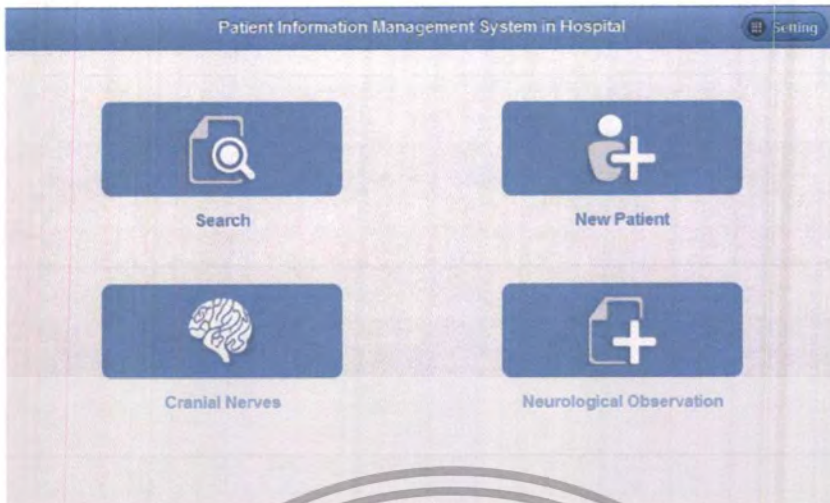 Patient Information Management System in Hospital
Setting
Search
New Patient
Cranial Nerves
Neurological Observation